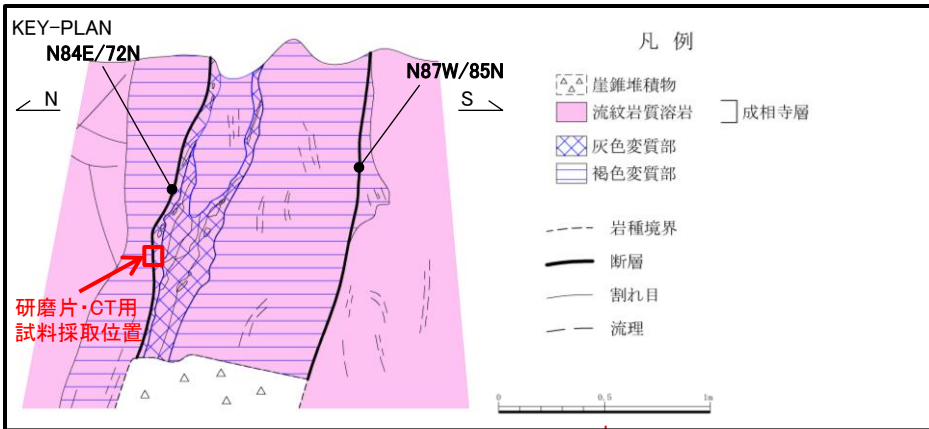 KEY-PLAN
N84E/72N
N87W/85N
N
S
研磨片・CT用
試料採取位置
凡 例
崖錐堆積物
流紋岩質溶岩
成相寺層
灰色変質部
褐色変質部
岩種境界
断層
割れ目
流理
0 0.5 1m